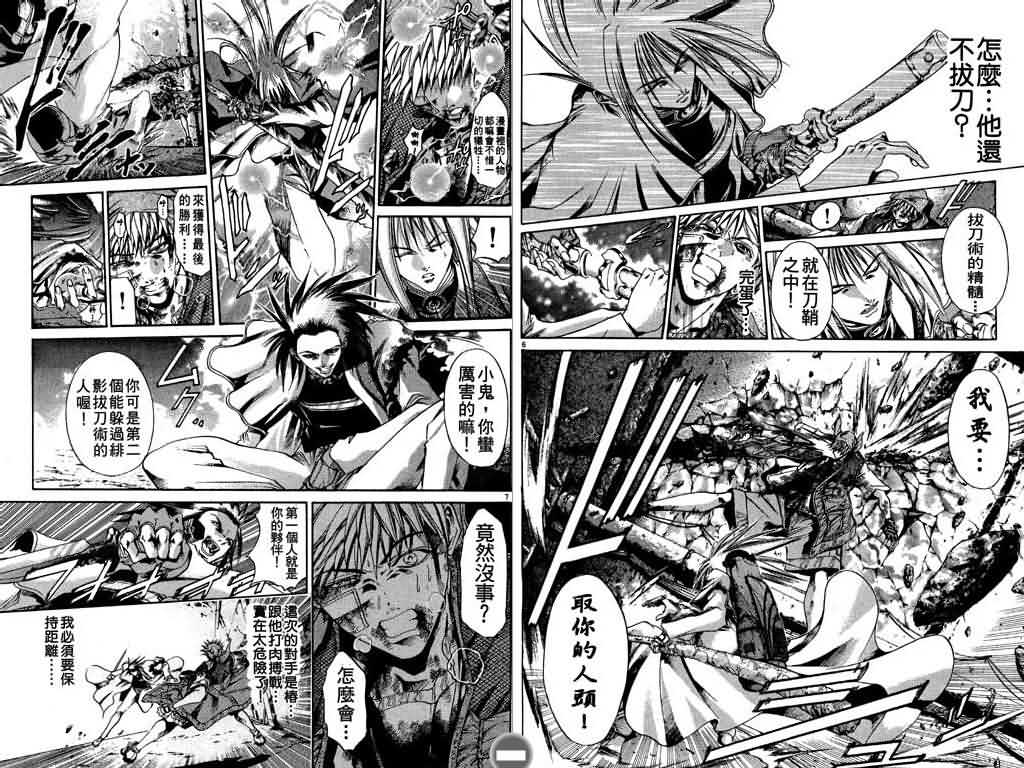 怎麼…他還
不拔刀？
拔刀術的精
髓…
！
就在刀鞘
之中！
完蛋了…
6
我要…
取你的人頭！
漫畫裡的人物
都嘛會不惜一
切的犧牲……
！
來獲得最後
的勝利……
！
小鬼，你蠻
厲害的嘛！
你可是第二
個能躲過緋
影拔刀術的
人喔！
7
竟然沒事？
怎麼會…
第一個人就是
你的夥伴！
這次的對手是椿…
跟他打肉搏戰…
實在太危險了
我必須要保
持距離……